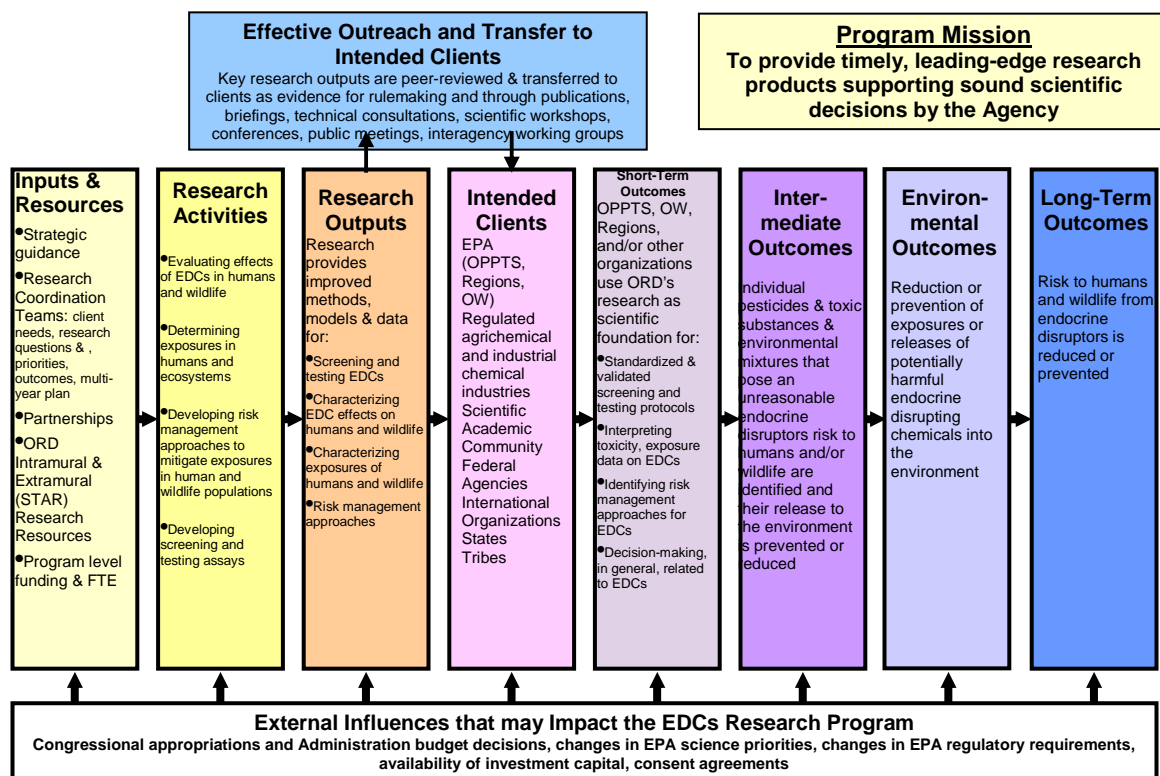 Effective Outreach and Transfer to
Intended Clients
Key research outputs are peer-reviewed & transferred to
clients as evidence for rulemaking and through publications,
briefings, technical consultations, scientific workshops,
conferences, public meetings, interagency working groups
Program Mission
To provide timely, leading-edge research
products supporting sound scientific
decisions by the Agency
Inputs &
Resources
•Strategic
guidance
•Research
Coordination
Teams: client
needs, research
questions & ,
priorities,
outcomes, multi-
year plan
•Partnerships
•ORD
Intramural &
Extramural
(STAR)
Research
Resources
•Program level
funding & FTE
Research
Activities
•Evaluating effects
of EDCs in humans
and wildlife
•Determining
exposures in
humans and
ecosystems
•Developing risk
management
approaches to
mitigate exposures
in human and
wildlife populations
•Developing
screening and
testing assays
Research
Outputs
Research
provides
improved
methods,
models & data
for:
•Screening and
testing EDCs
•Characterizing
EDC effects on
humans and wildlife
•Characterizing
exposures of
humans and wildlife
•Risk management
approaches
Intended
Clients
EPA
(OPPTS,
Regions,
OW)
Regulated
agrichemical
and industrial
chemical
industries
Scientific
Academic
Community
Federal
Agencies
International
Organizations
States
Tribes
Short-Term
Outcomes
OPPTS, OW,
Regions,
and/or other
organizations
use ORD's
research as
scientific
foundation for:
•Standardized &
validated
screening and
testing protocols
•Interpreting
toxicity, exposure
data on EDCs
•Identifying risk
management
approaches for
EDCs
•Decision-making,
in general, related
to EDCs
Inter-
mediate
Outcomes
Individual
pesticides & toxic
substances &
environmental
mixtures that
pose an
unreasonable
endocrine
disruptors risk to
humans and/or
wildlife are
identified and
their release to
the environment
is prevented or
reduced
Environ-
mental
Outcomes
Reduction or
prevention of
exposures or
releases of
potentially
harmful
endocrine
disrupting
chemicals into
the
environment
Long-Term
Outcomes
Risk to humans
and wildlife from
endocrine
disruptors is
reduced or
prevented
External Influences that may Impact the EDCs Research Program
Congressional appropriations and Administration budget decisions, changes in EPA science priorities, changes in EPA regulatory requirements,
availability of investment capital, consent agreements